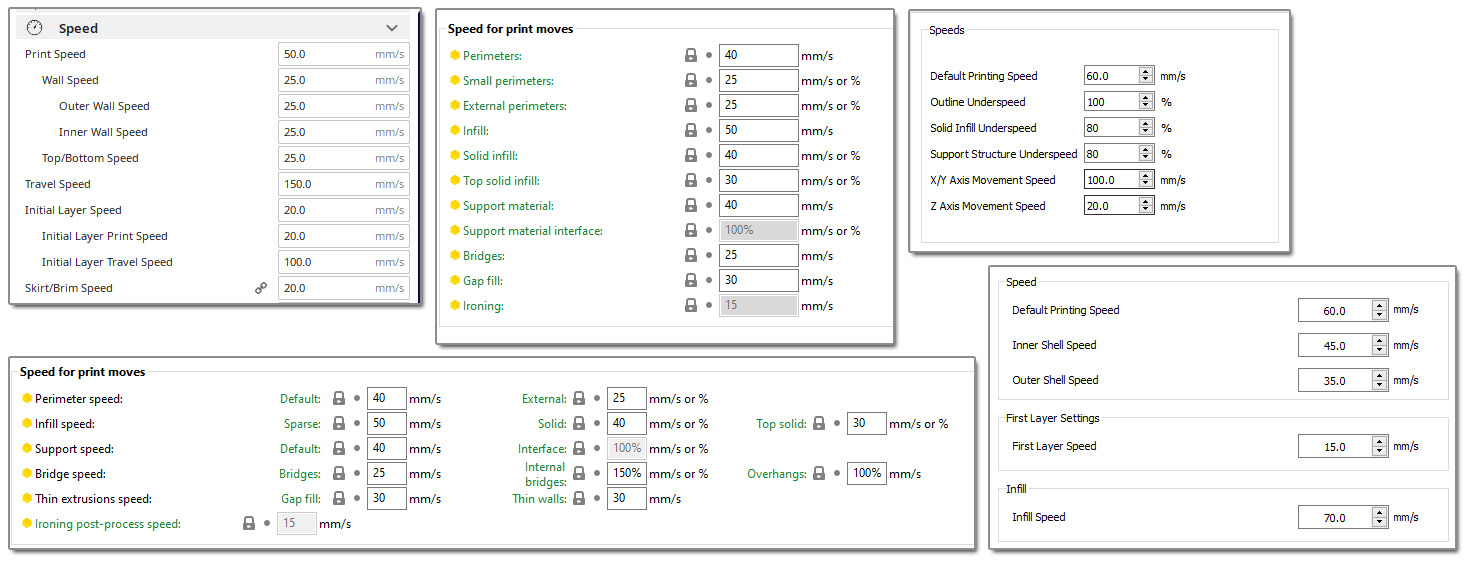 Speed
Print Speed 50.0 mm/s
Wall Speed 25.0 mm/s
Outer Wall Speed 25.0 mm/s
Inner Wall Speed 25.0 mm/s
Top/Bottom Speed 25.0 mm/s
Travel Speed 150.0 mm/s
Initial Layer Speed 20.0 mm/s
Initial Layer Print Speed 20.0 mm/s
Initial Layer Travel Speed 100.0 mm/s
Skirt/Brim Speed 20.0 mm/s
Speed for print moves
Perimeters: 40 mm/s
Small perimeters: 25 mm/s or %
External perimeters: 25 mm/s or %
Infill: 50 mm/s
Solid infill: 40 mm/s or %
Top solid infill: 30 mm/s or %
Support material: 40 mm/s
Support material interface: 100% mm/s or %
Bridges: 25 mm/s
Gap fill: 30 mm/s
Ironing: 15 mm/s
Speeds
Default Printing Speed 60.0 mm/s
Outline Underspeed 100 %
Solid Infill Underspeed 80 %
Support Structure Underspeed 80 %
X/Y Axis Movement Speed 100.0 mm/s
Z Axis Movement Speed 20.0 mm/s
Speed for print moves
Perimeter speed: Default: 40 mm/s External: 25 mm/s or %
Infill speed: Sparse: 50 mm/s Solid: 40 mm/s or % Top solid: 30 mm/s or %
Support speed: Default: 40 mm/s Interface: 100% mm/s or %
Bridge speed: Bridges: 25 mm/s Internal bridges: 150% mm/s or % Overhangs: 100% mm/s
Thin extrusions speed: Gap fill: 30 mm/s Thin walls: 30 mm/s
Ironing post-process speed: 15 mm/s
Speed
Default Printing Speed 60.0 mm/s
Inner Shell Speed 45.0 mm/s
Outer Shell Speed 35.0 mm/s
First Layer Settings
First Layer Speed 15.0 mm/s
Infill
Infill Speed 70.0 mm/s